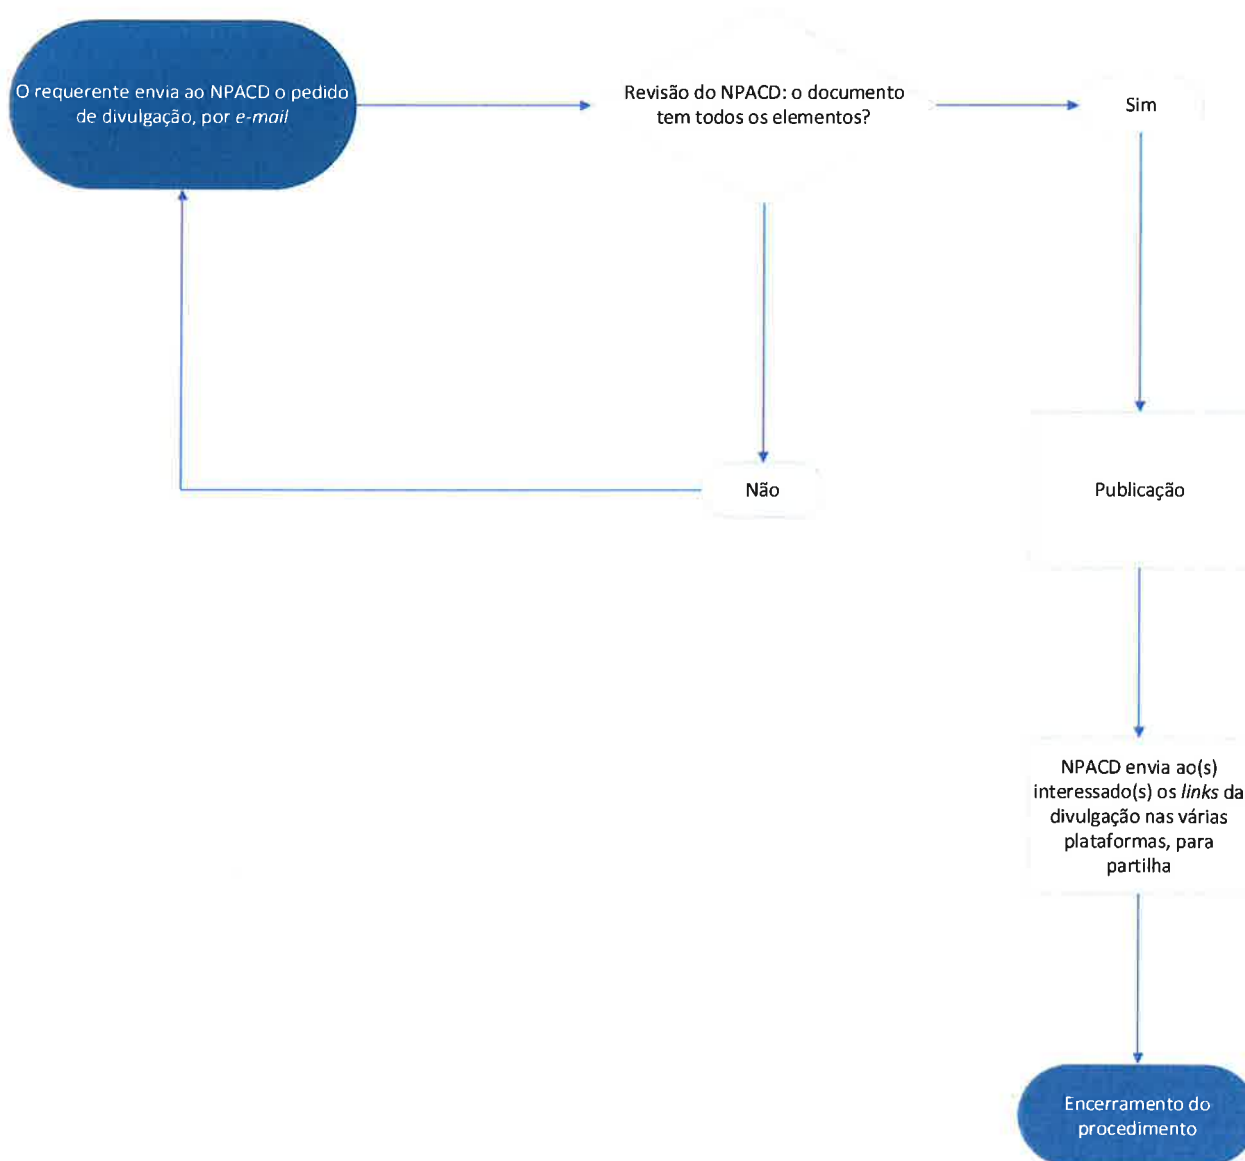 O requerente envia ao NPACD o pedido
de divulgação, por e-mail
Revisão do NPACD: o documento
tem todos os elementos?
Sim
Não
Publicação
NPACD envia ao(s)
interessado(s) os links da
divulgação nas várias
plataformas, para
partilha
Encerramento do
procedimento